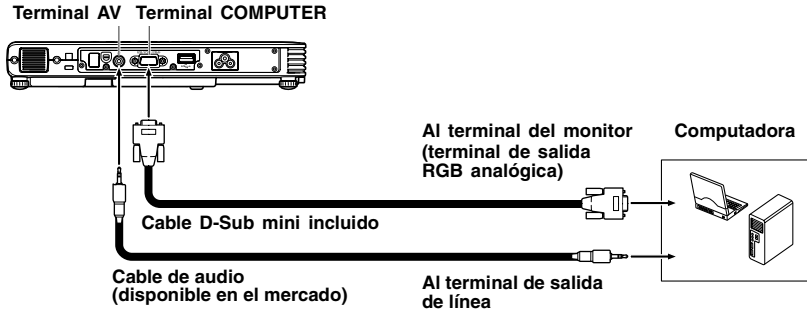 Terminal AV Terminal COMPUTER
Al terminal del monitor
(terminal de salida
RGB analógica)
Computadora
Cable D-Sub mini incluido
Cable de audio
(disponible en el mercado)
Al terminal de salida
de línea